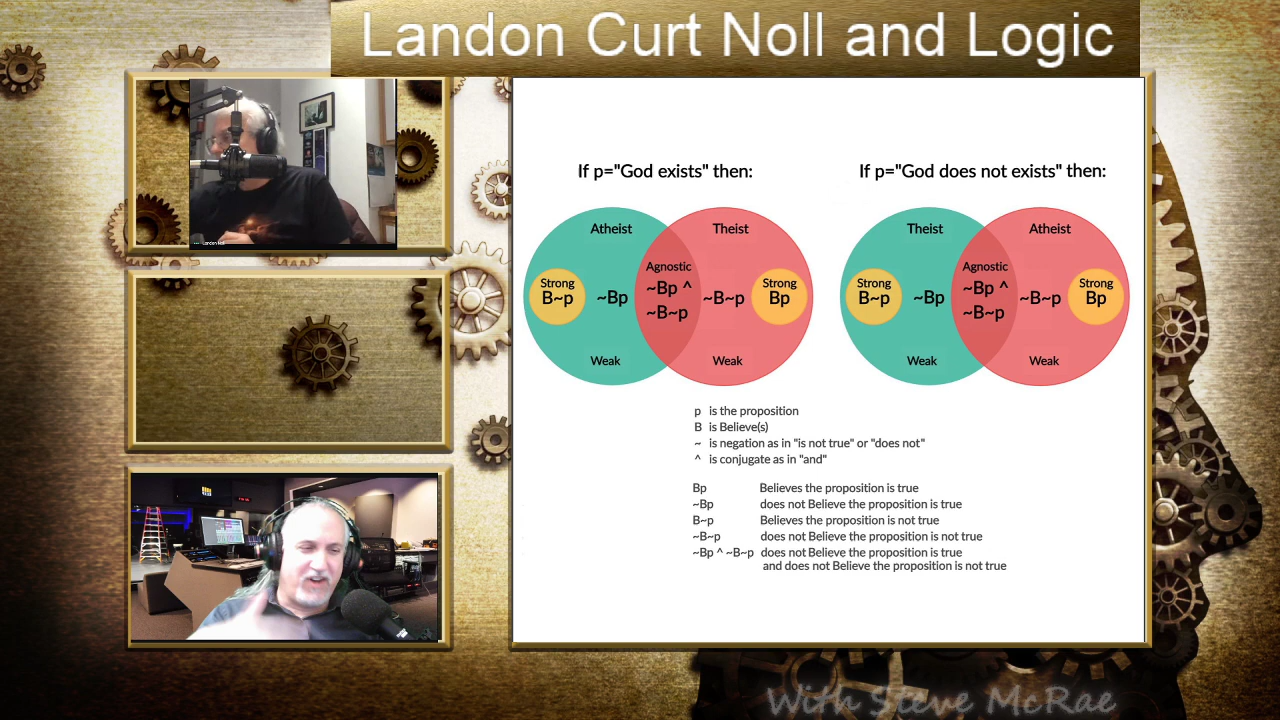 Landon Curt Noll and Logic
Landon Noll
If p="God exists" then:
Atheist
Theist
Strong
B~p
~Bp
Agnostic
~Bp ^
~B~p
~B~p
Strong
Bp
Weak
Weak
If p="God does not exists" then:
Theist
Atheist
Strong
B~p
~Bp
Agnostic
~Bp ^
~B~p
~B~p
Strong
Bp
Weak
Weak
p is the proposition
B is Believe(s)
~ is negation as in "is not true" or "does not"
^ is conjugate as in "and"
Bp Believes the proposition is true
~Bp does not Believe the proposition is true
B~p Believes the proposition is not true
~B~p does not Believe the proposition is not true
~Bp ^ ~B~p does not Believe the proposition is true
and does not Believe the proposition is not true
With Steve McRae